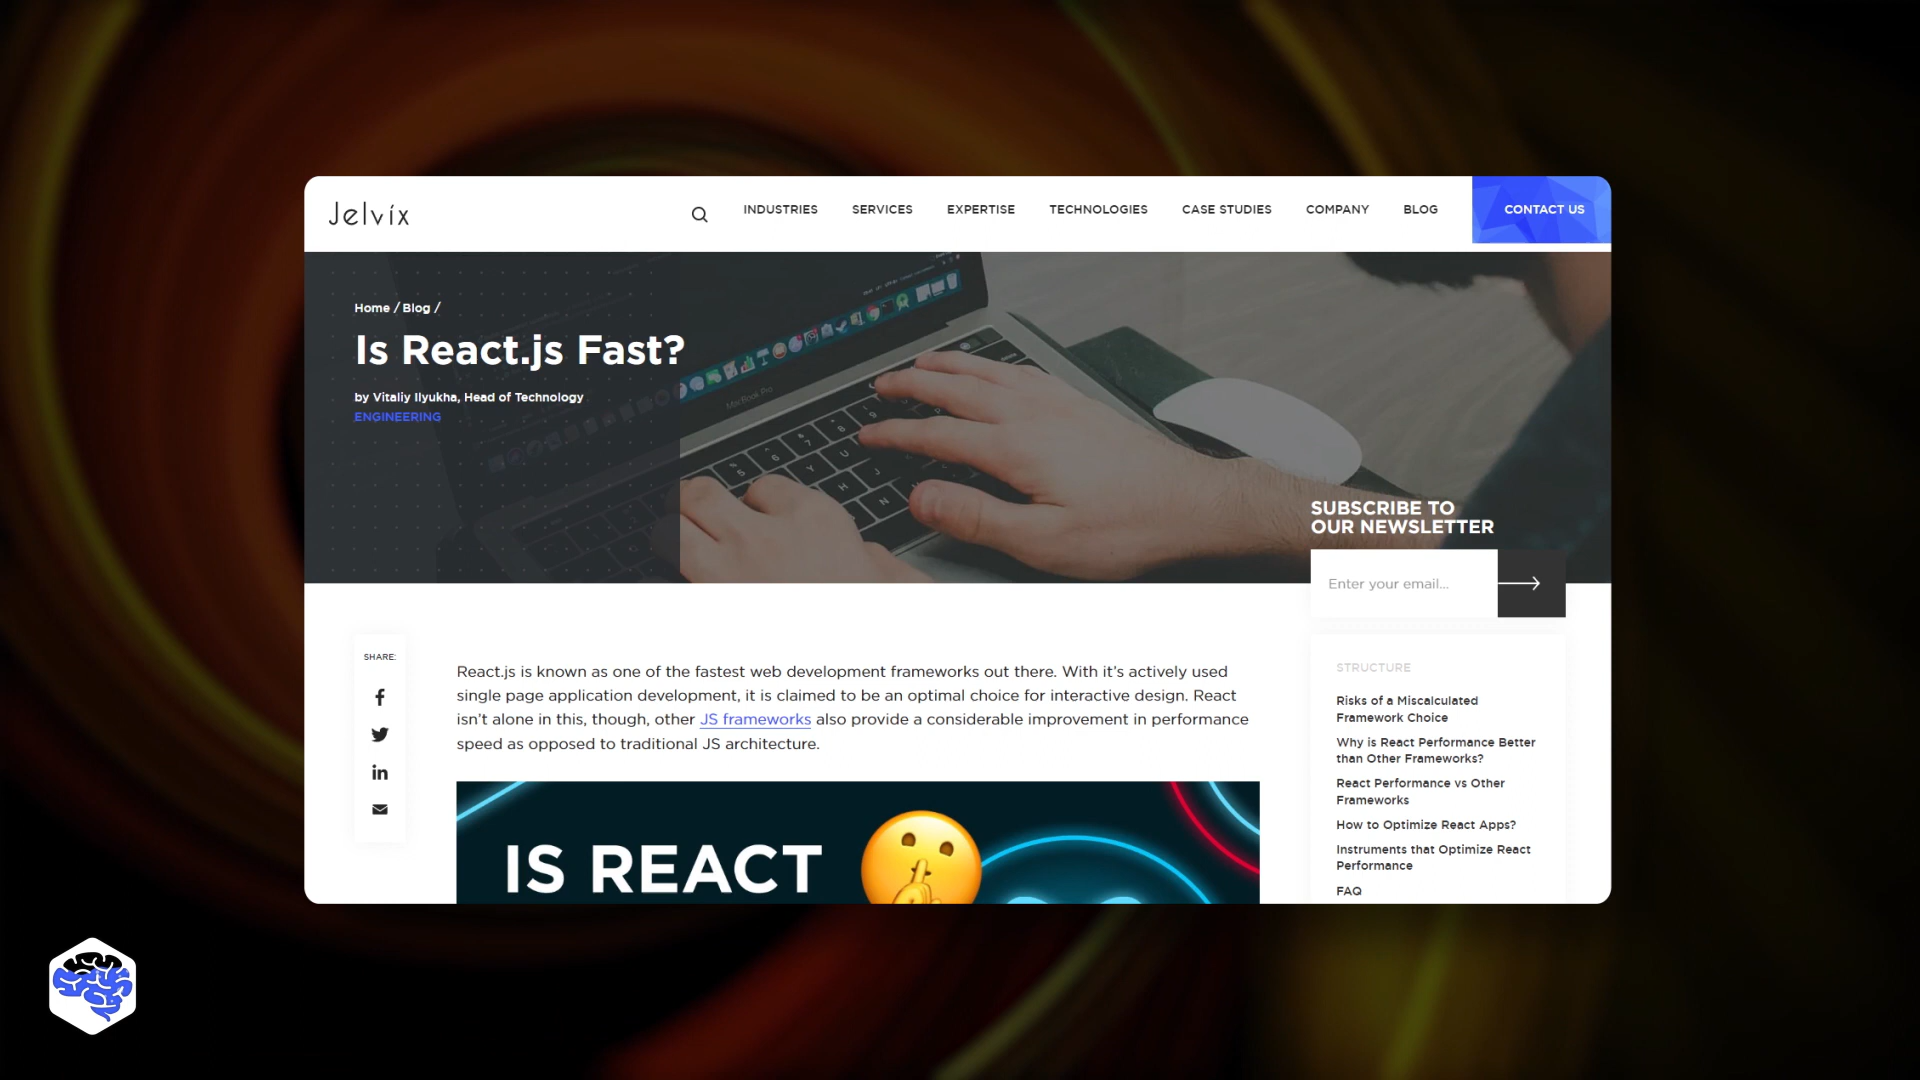 Jelvix
INDUSTRIES
SERVICES
EXPERTISE
TECHNOLOGIES
CASE STUDIES
COMPANY
BLOG
CONTACT US
Home / Blog /
Is React.js Fast?
by Vitaliy Ilyukha, Head of Technology
ENGINEERING
MacBook Pro
SUBSCRIBE TO
OUR NEWSLETTER
Enter your email...
SHARE:
React.js is known as one of the fastest web development frameworks out there. With it’s actively used
single page application development, it is claimed to be an optimal choice for interactive design. React
isn’t alone in this, though, other JS frameworks also provide a considerable improvement in performance
speed as opposed to traditional JS architecture.
IS REACT
STRUCTURE
Risks of a Miscalculated
Framework Choice
Why is React Performance Better
than Other Frameworks?
React Performance vs Other
Frameworks
How to Optimize React Apps?
Instruments that Optimize React
Performance
FAQ